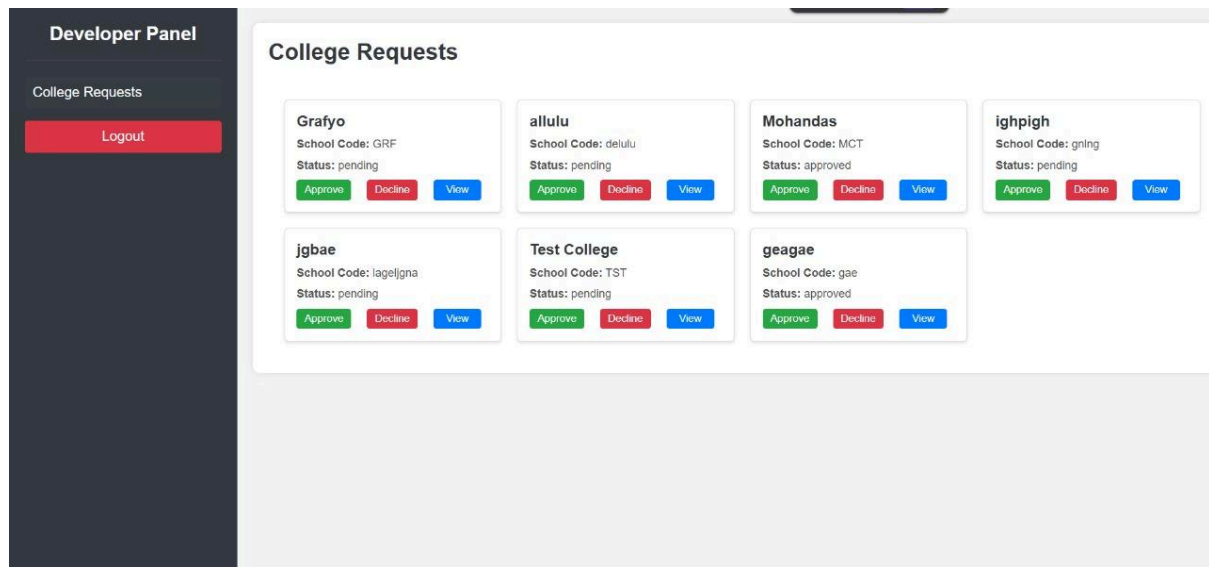 Developer Panel
College Requests
Logout
College Requests
Grafyo
School Code: GRF
Status: pending
Approve Decline View
allulu
School Code: delulu
Status: pending
Approve Decline View
Mohandas
School Code: MCT
Status: approved
Approve Decline View
ighpigh
School Code: gnlng
Status: pending
Approve Decline View
jgbae
School Code: lageljgna
Status: pending
Approve Decline View
Test College
School Code: TST
Status: pending
Approve Decline View
geagae
School Code: gae
Status: approved
Approve Decline View